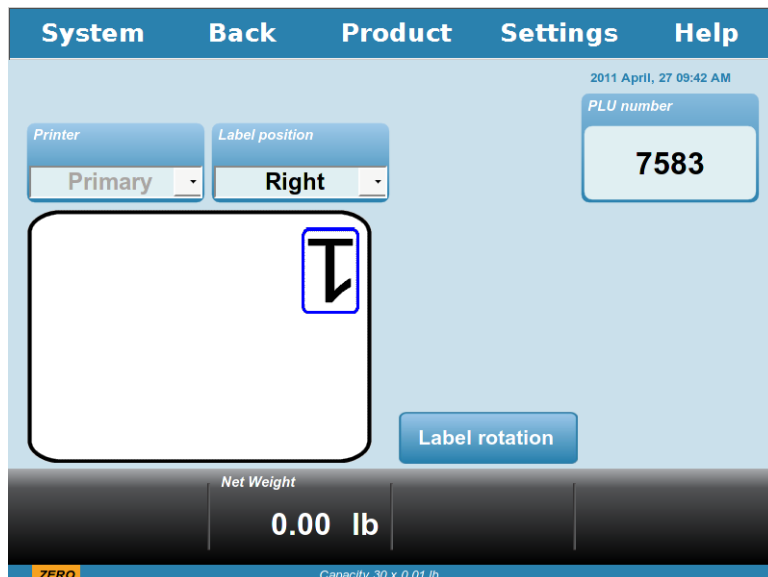 System Back Product Settings Help
2011 April, 27 09:42 AM
PLU number
7583
Printer Label position
Primary Right
1
Label rotation
Net Weight
0.00 lb
ZERO Capacity 30 x 0.01 lb